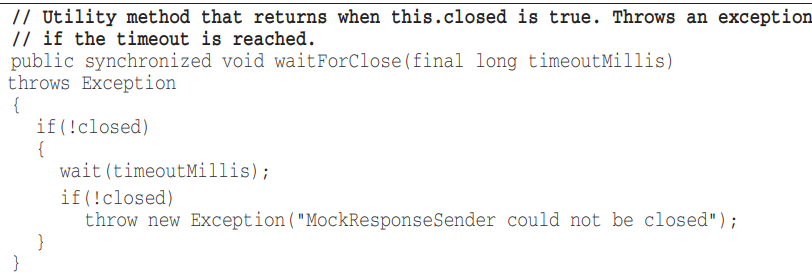 // Utility method that returns when this.closed is true. Throws an exception
// if the timeout is reached.
public synchronized void waitForClose(final long timeoutMillis)
throws Exception
{
if(!closed)
{
wait(timeoutMillis);
if(!closed)
throw new Exception("MockResponseSender could not be closed");
}
}